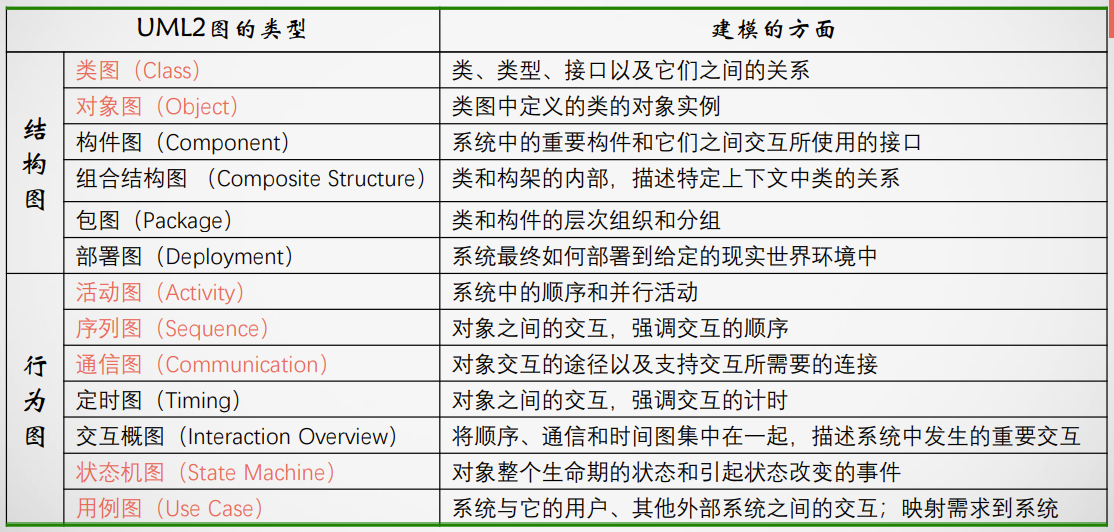 UML2图的类型 建模的方面
结构图
类图（Class） 类、类型、接口以及它们之间的关系
对象图（Object） 类图中定义的类的对象实例
构件图（Component） 系统中的重要构件和它们之间交互所使用的接口
组合结构图 （Composite Structure） 类和构架的内部，描述特定上下文中类的关系
包图（Package） 类和构件的层次组织和分组
部署图（Deployment） 系统最终如何部署到给定的现实世界环境中
行为图
活动图（Activity） 系统中的顺序和并行活动
序列图（Sequence） 对象之间的交互，强调交互的顺序
通信图（Communication） 对象交互的途径以及支持交互所需要的连接
定时图（Timing） 对象之间的交互，强调交互的计时
交互概图（Interaction Overview） 将顺序、通信和时间图集中在一起，描述系统中发生的重要交互
状态机图（State Machine） 对象整个生命期的状态和引起状态改变的事件
用例图（Use Case） 系统与它的用户、其他外部系统之间的交互；映射需求到系统